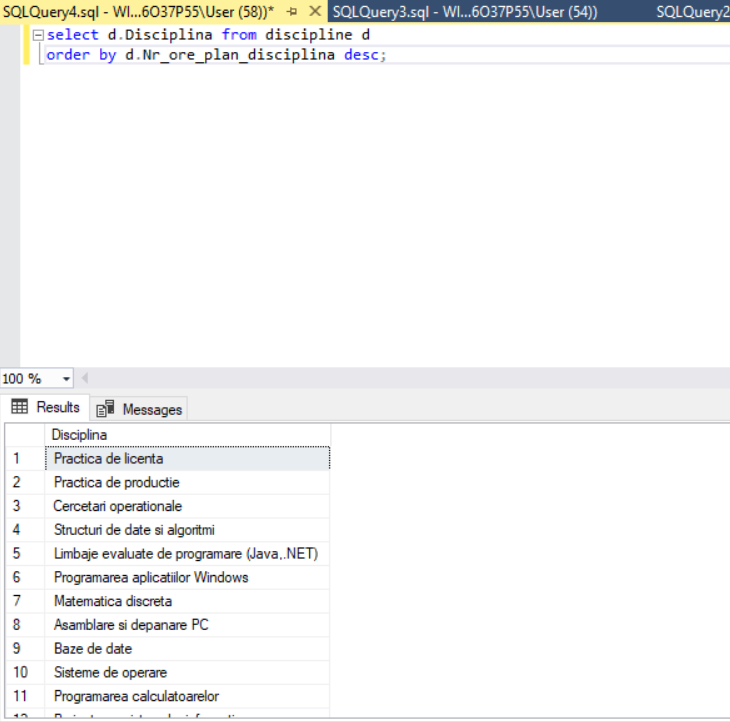 SQLQuery4.sql - WI...6O37P55\User (58))* SQLQuery3.sql - WI...6O37P55\User (54)) SQLQuery2
select d.Disciplina from discipline d
order by d.Nr_ore_plan_disciplina desc;
100 %
Results Messages
Disciplina
1 Practica de licenta
2 Practica de productie
3 Cercetari operationale
4 Structuri de date si algoritmi
5 Limbaje evaluate de programare (Java,.NET)
6 Programarea aplicatiilor Windows
7 Matematica discreta
8 Asamblare si depanare PC
9 Baze de date
10 Sisteme de operare
11 Programarea calculatoarelor